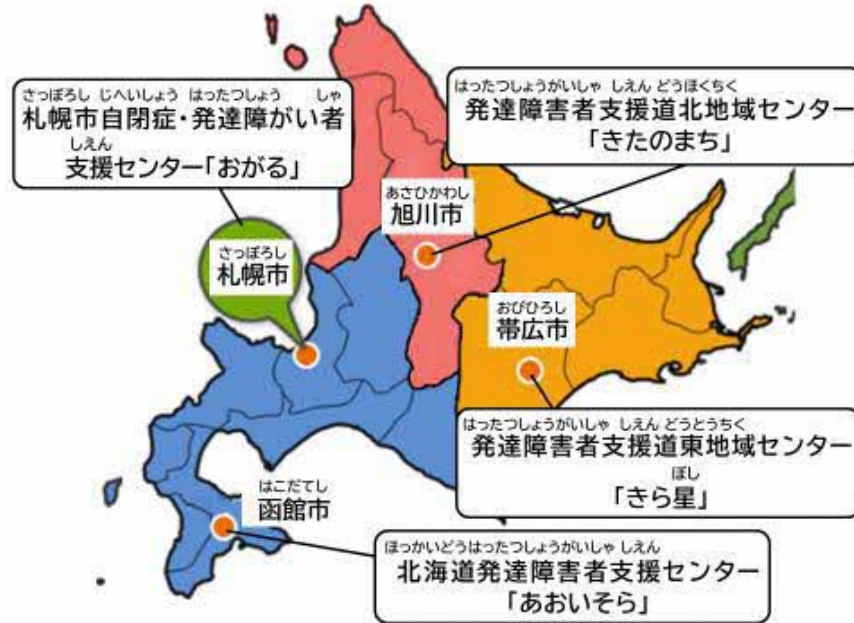 さっぽろし じへいしょう はったつしょう しゃ
札幌市自閉症・発達障がい者
しえん
支援センター「おがる」
はったつしょうがいしゃ しえん どうほくちく
発達障害者支援道北地域センター
「きたのまち」
あさひかわし
旭川市
さっぽろし
札幌市
おびひろし
帯広市
はったつしょうがいしゃ しえん どうとうちく
発達障害者支援道東地域センター
ぼし
「きら星」
はこだてし
函館市
ほっかいどうはったつしょうがいしゃ しえん
北海道発達障害者支援センター
「あおいそら」